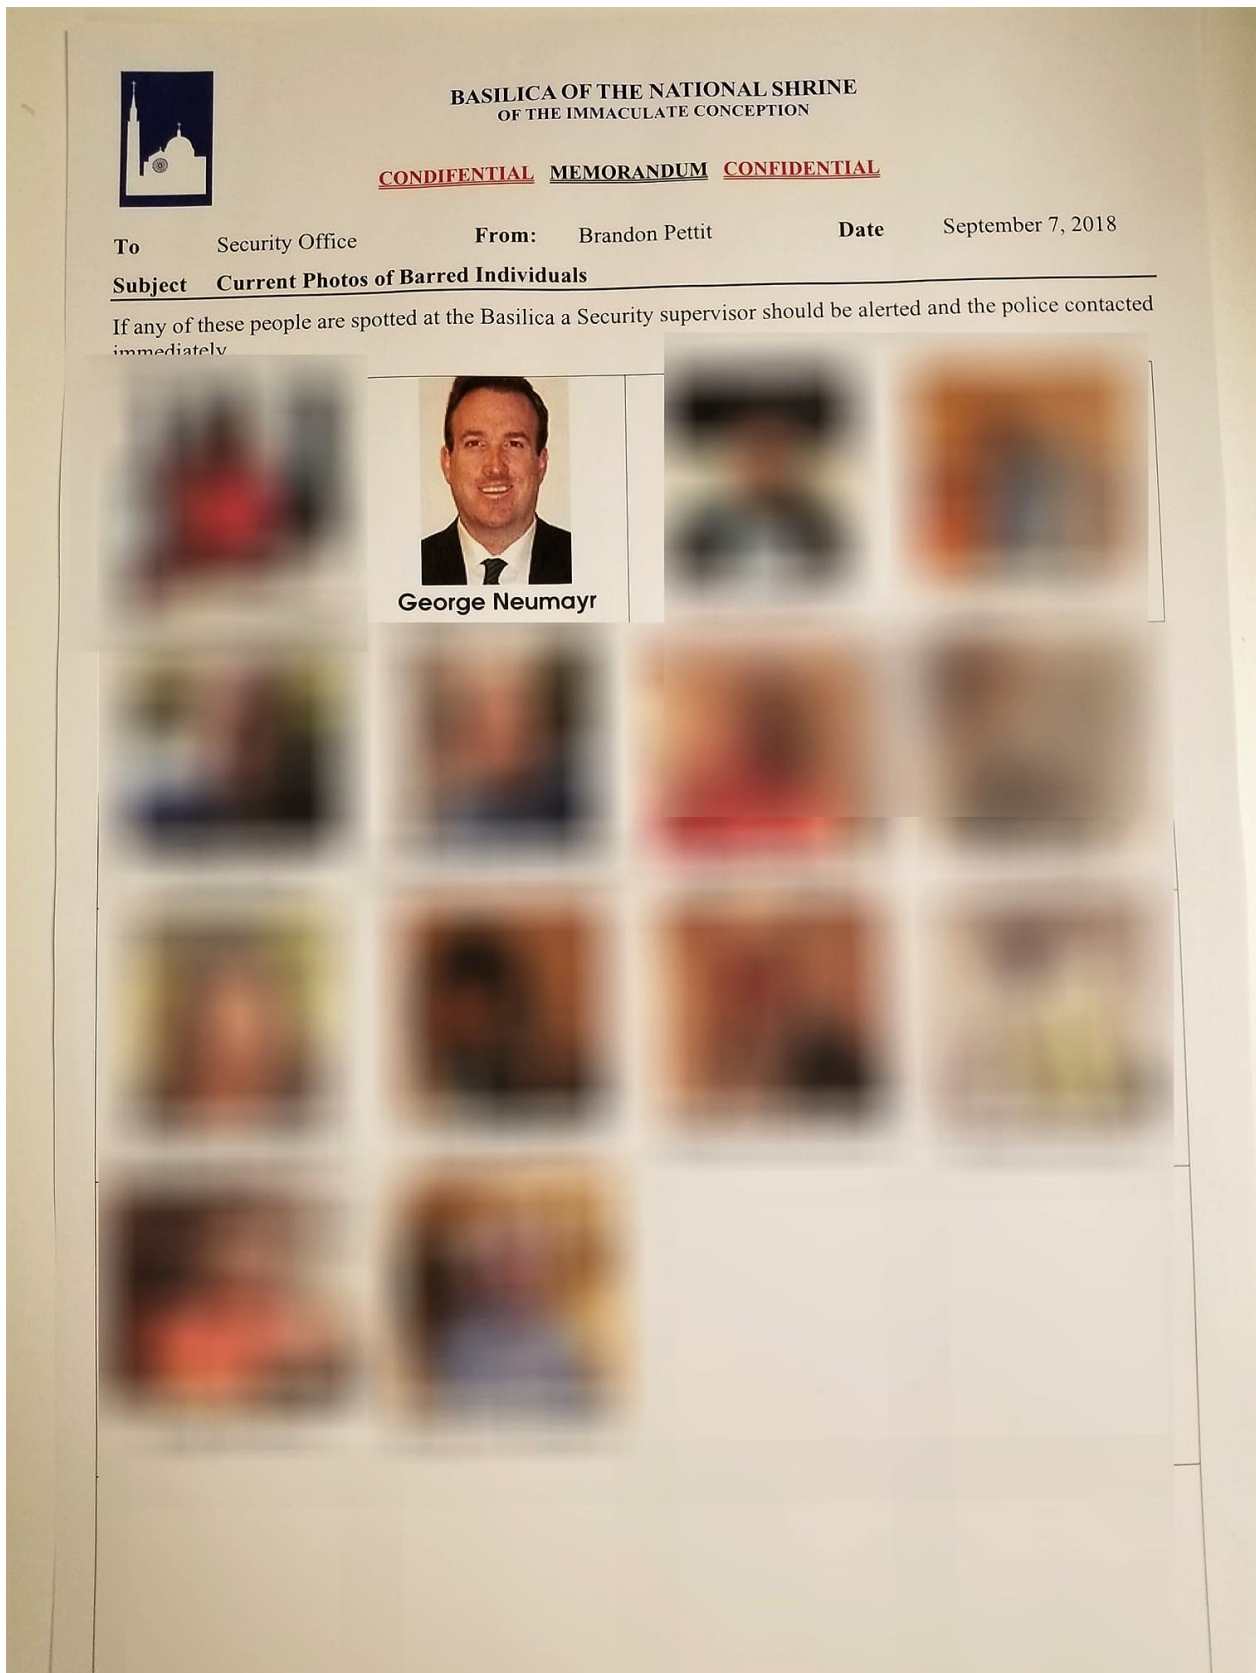 BASILICA OF THE NATIONAL SHRINE
OF THE IMMACULATE CONCEPTION
CONDIFENTIAL MEMORANDUM CONFIDENTIAL
To Security Office From: Brandon Pettit Date September 7, 2018
Subject Current Photos of Barred Individuals
If any of these people are spotted at the Basilica a Security supervisor should be alerted and the police contacted
immediately
George Neumayr